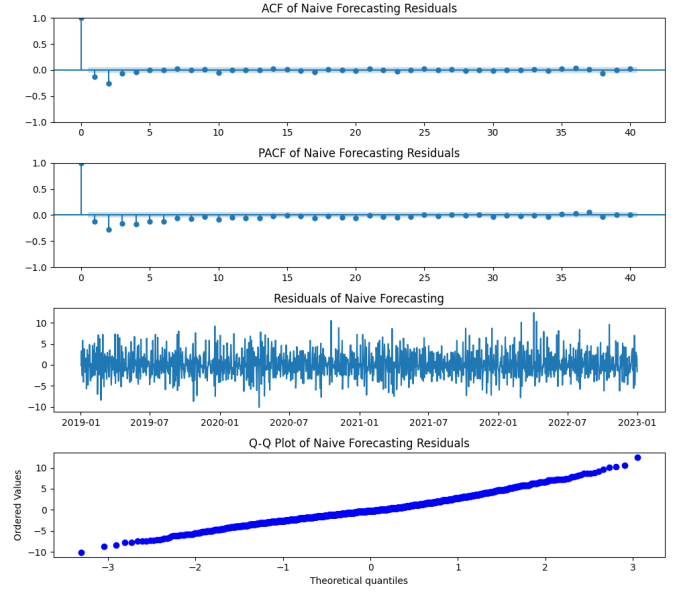 ACF of Naive Forecasting Residuals
1.0
0.5
0.0
−0.5
−1.0
0 5 10 15 20 25 30 35 40
PACF of Naive Forecasting Residuals
1.0
0.5
0.0
−0.5
−1.0
0 5 10 15 20 25 30 35 40
Residuals of Naive Forecasting
10
5
0
−5
−10
2019-01 2019-07 2020-01 2020-07 2021-01 2021-07 2022-01 2022-07 2023-01
Q-Q Plot of Naive Forecasting Residuals
Ordered Values
10
5
0
−5
−10
−3 −2 −1 0 1 2 3
Theoretical quantiles